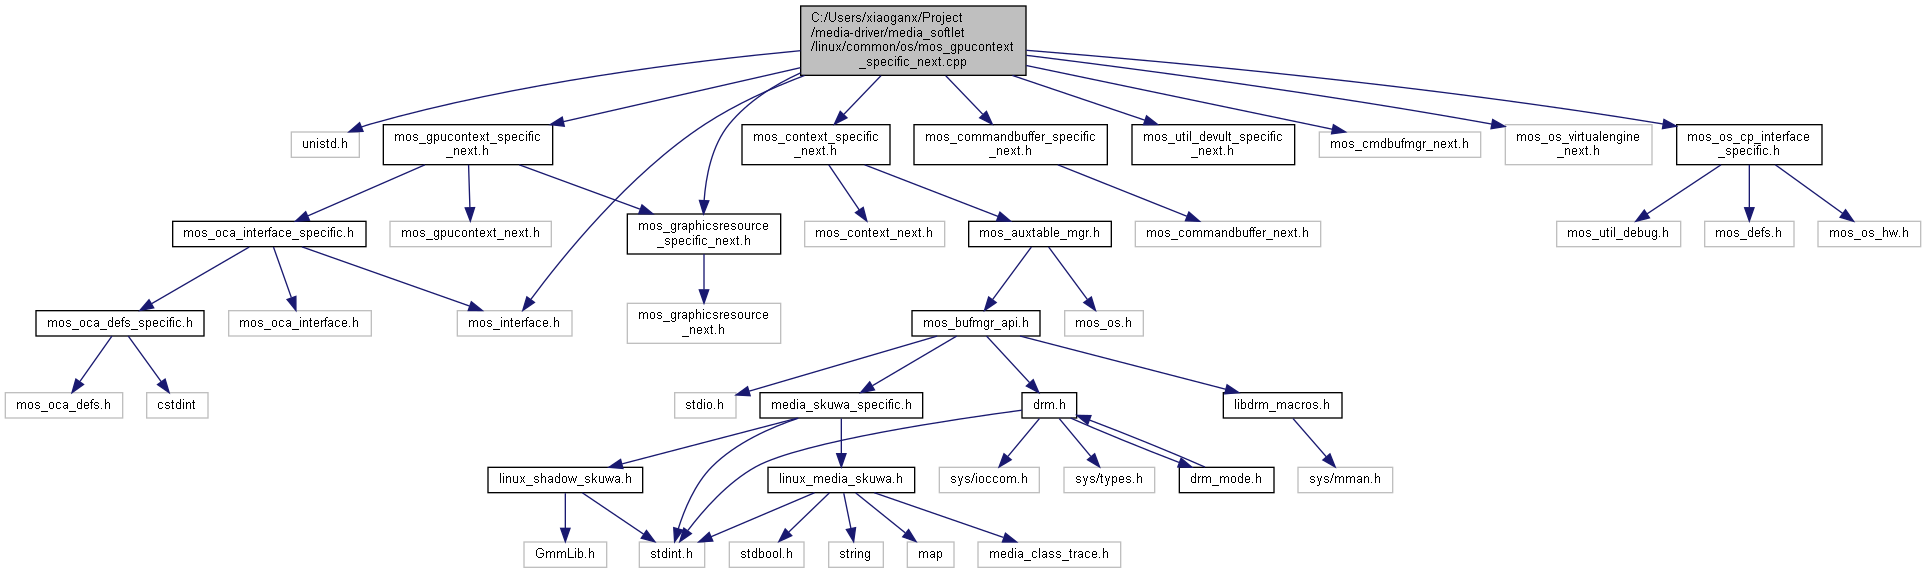 C:/Users/xiaoganx/Project
/media-driver/media_softlet
/linux/common/os/mos_gpucontext
_specific_next.cpp
unistd.h
mos_gpucontext_specific
_next.h
mos_context_specific
_next.h
mos_commandbuffer_specific
_next.h
mos_util_devult_specific
_next.h
mos_cmdbufmgr_next.h
mos_os_virtualengine
_next.h
mos_os_cp_interface
_specific.h
mos_oca_interface_specific.h
mos_gpucontext_next.h
mos_graphicsresource
_specific_next.h
mos_context_next.h
mos_auxtable_mgr.h
mos_commandbuffer_next.h
mos_util_debug.h
mos_defs.h
mos_os_hw.h
mos_oca_defs_specific.h
mos_oca_interface.h
mos_interface.h
mos_graphicsresource
_next.h
mos_bufmgr_api.h
mos_os.h
mos_oca_defs.h
cstdint
stdio.h
media_skuwa_specific.h
drm.h
libdrm_macros.h
linux_shadow_skuwa.h
linux_media_skuwa.h
sys/ioccom.h
sys/types.h
drm_mode.h
sys/mman.h
GmmLib.h
stdint.h
stdbool.h
string
map
media_class_trace.h